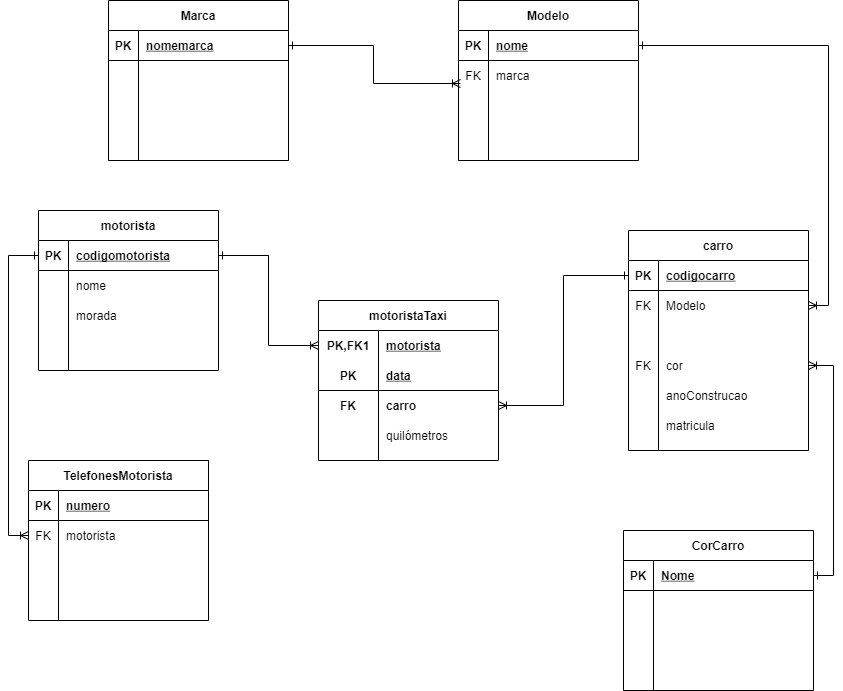 Marca
PK nomemarca
Modelo
PK nome
FK marca
motorista
PK codigomotorista
nome
morada
carro
PK codigocarro
FK Modelo
FK cor
anoConstrucao
matricula
motoristaTaxi
PK,FK1 motorista
PK data
FK carro
quilómetros
TelefonesMotorista
PK numero
FK motorista
CorCarro
PK Nome